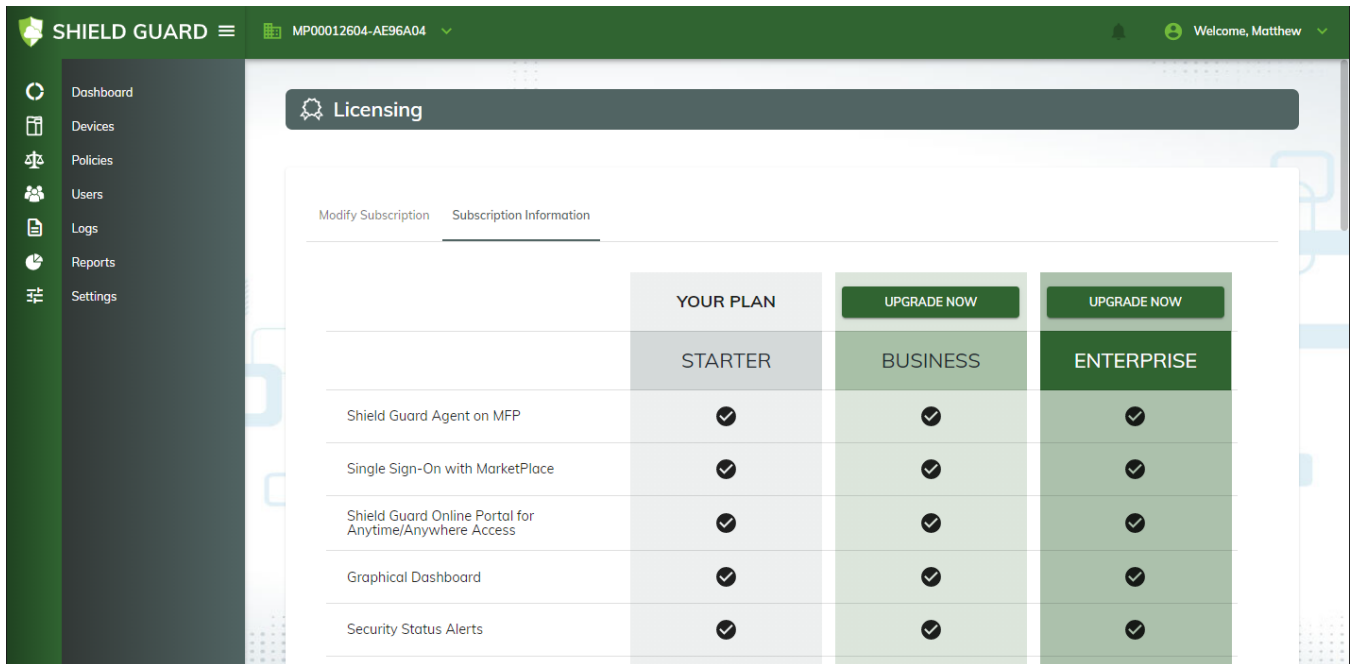 SHIELD GUARD
MP00012604-AE96A04
Welcome, Matthew
Dashboard
Devices
Policies
Users
Logs
Reports
Settings
Licensing
Modify Subscription
Subscription Information
YOUR PLAN
UPGRADE NOW
UPGRADE NOW
STARTER
BUSINESS
ENTERPRISE
Shield Guard Agent on MFP
Single Sign-On with MarketPlace
Shield Guard Online Portal for
Anytime/Anywhere Access
Graphical Dashboard
Security Status Alerts